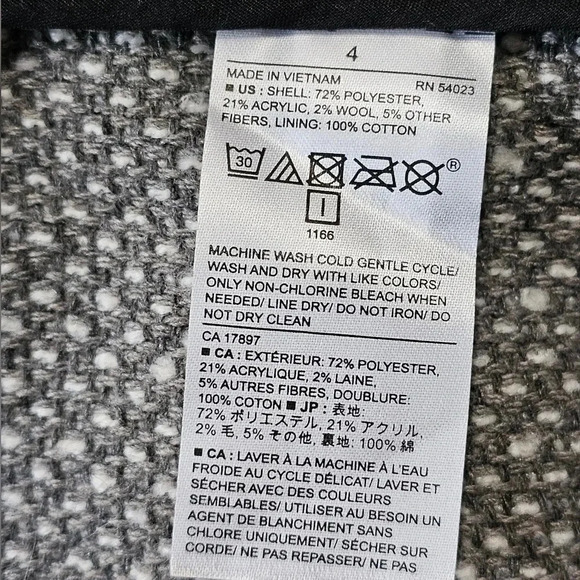 4
MADE IN VIETNAM RN 54023
■ US : SHELL: 72% POLYESTER,
21% ACRYLIC, 2% WOOL, 5% OTHER
FIBERS, LINING: 100% COTTON
30 ®
I
1166
MACHINE WASH COLD GENTLE CYCLE/
WASH AND DRY WITH LIKE COLORS/
ONLY NON-CHLORINE BLEACH WHEN
NEEDED/ LINE DRY/ DO NOT IRON/ DO
NOT DRY CLEAN
CA 17897
■ CA : EXTÉRIEUR: 72% POLYESTER,
21% ACRYLIQUE, 2% LAINE,
5% AUTRES FIBRES, DOUBLURE:
100% COTON ■ JP : 表地:
72% ポリエステル, 21% アクリル,
2% 毛, 5% その他, 裏地: 100% 綿
■ CA : LAVER À LA MACHINE À L'EAU
FROIDE AU CYCLE DÉLICAT/ LAVER ET
SÉCHER AVEC DES COULEURS
SEMBLABLES/ UTILISER AU BESOIN UN
AGENT DE BLANCHIMENT SANS
CHLORE UNIQUEMENT/ SÉCHER SUR
CORDE/ NE PAS REPASSER/ NE PAS